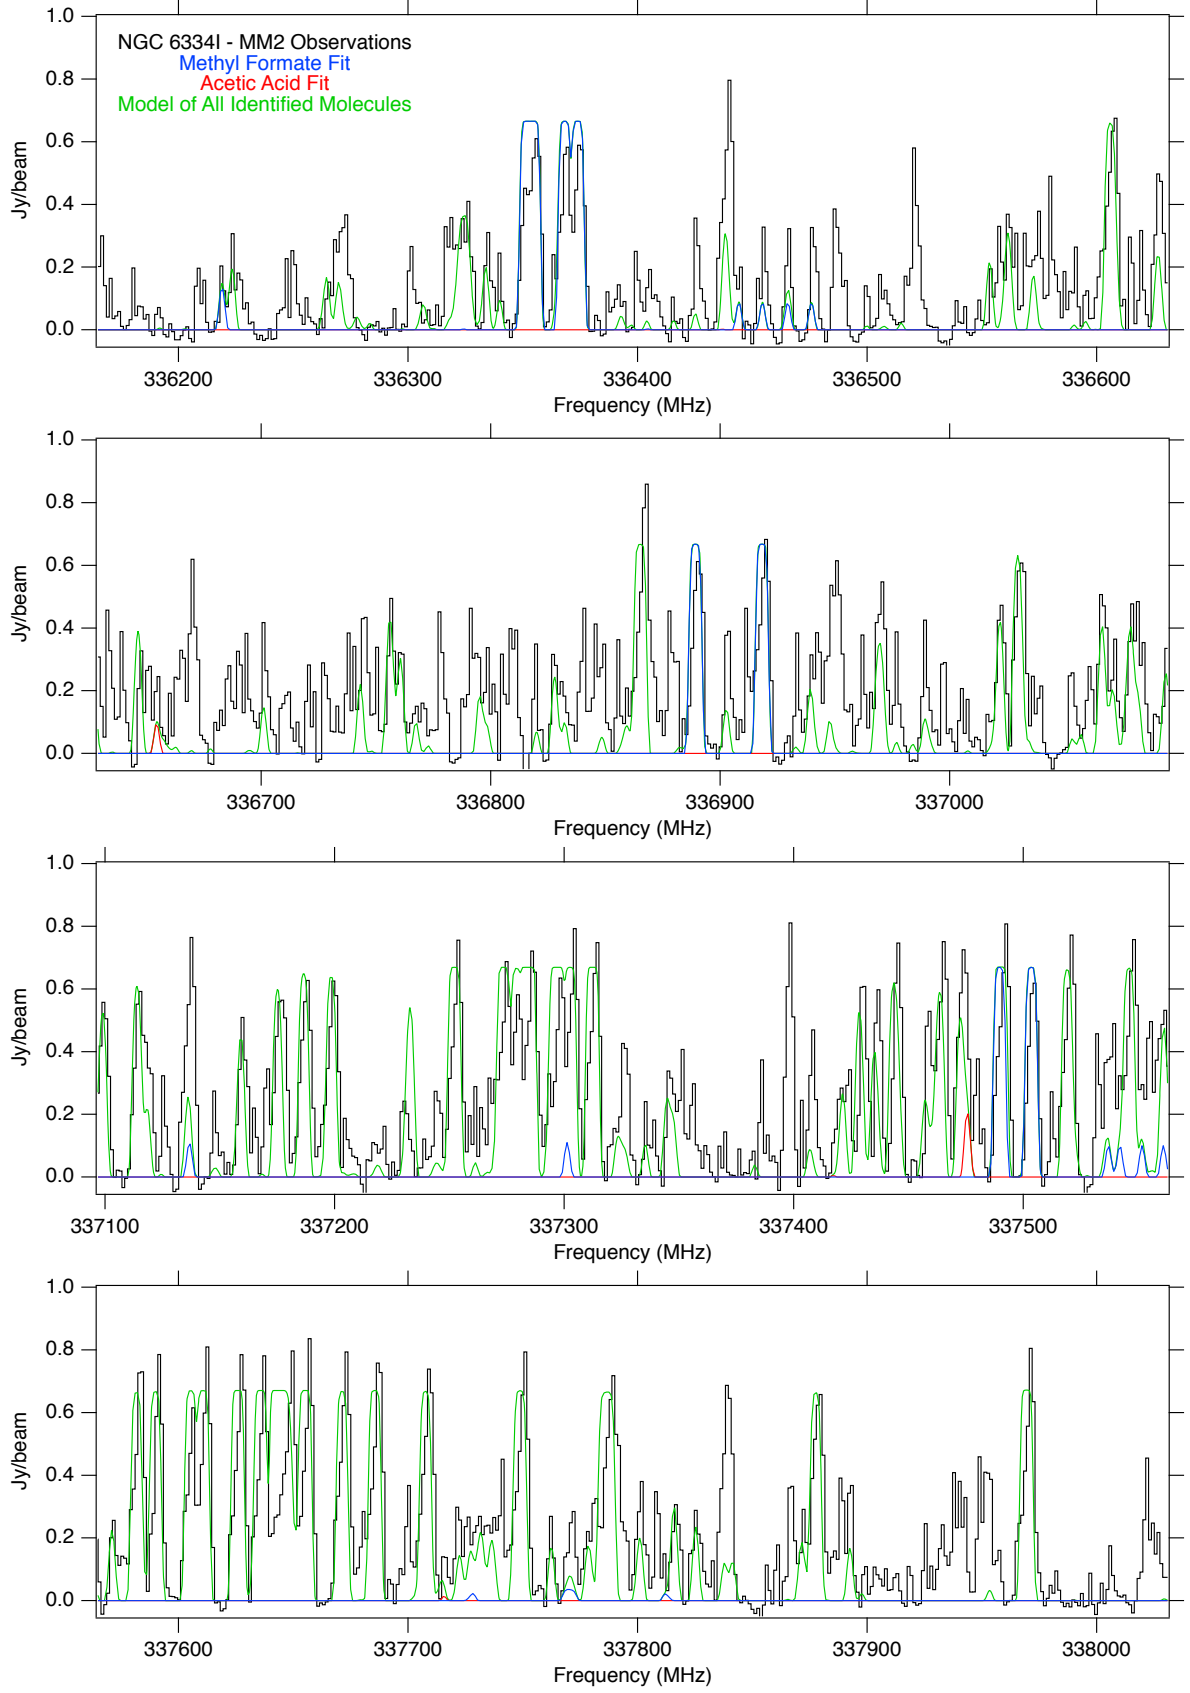 1.0
0.8
0.6
0.4
0.2
0.0
Jy/beam
NGC 6334I - MM2 Observations
Methyl Formate Fit
Acetic Acid Fit
Model of All Identified Molecules
336200 336300 336400 336500 336600
Frequency (MHz)
1.0
0.8
0.6
0.4
0.2
0.0
Jy/beam
336700 336800 336900 337000
Frequency (MHz)
1.0
0.8
0.6
0.4
0.2
0.0
Jy/beam
337100 337200 337300 337400 337500
Frequency (MHz)
1.0
0.8
0.6
0.4
0.2
0.0
Jy/beam
337600 337700 337800 337900 338000
Frequency (MHz)